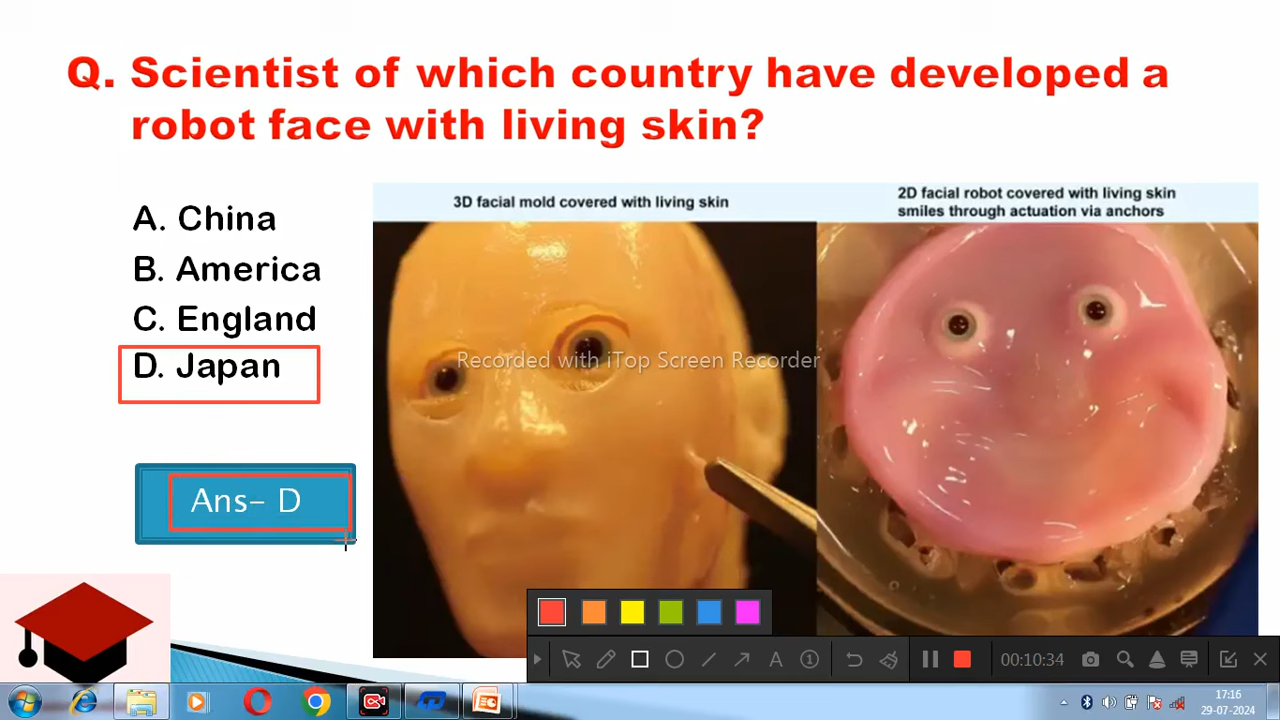 Q. Scientist of which country have developed a
robot face with living skin?
A. China
B. America
C. England
D. Japan
Ans- D
3D facial mold covered with living skin
2D facial robot covered with living skin
smiles through actuation via anchors
Recorded with iTop Screen Recorder
A
1
00:10:34
17:16
29-07-2024